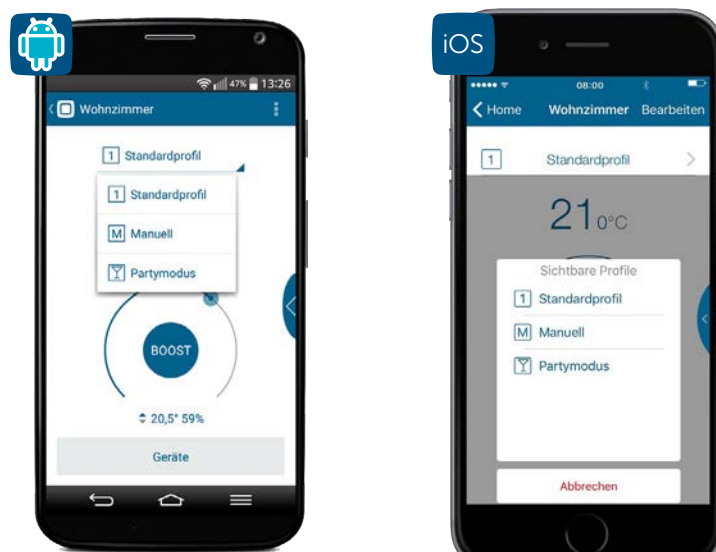 47% 13:26
Wohnzimmer
1 Standardprofil
1 Standardprofil
M Manuell
Partymodus
BOOST
20,5° 59%
Geräte
iOS
08:00
Home Wohnzimmer Bearbeiten
1 Standardprofil
21 0°C
Sichtbare Profile
1 Standardprofil
M Manuell
Partymodus
Abbrechen